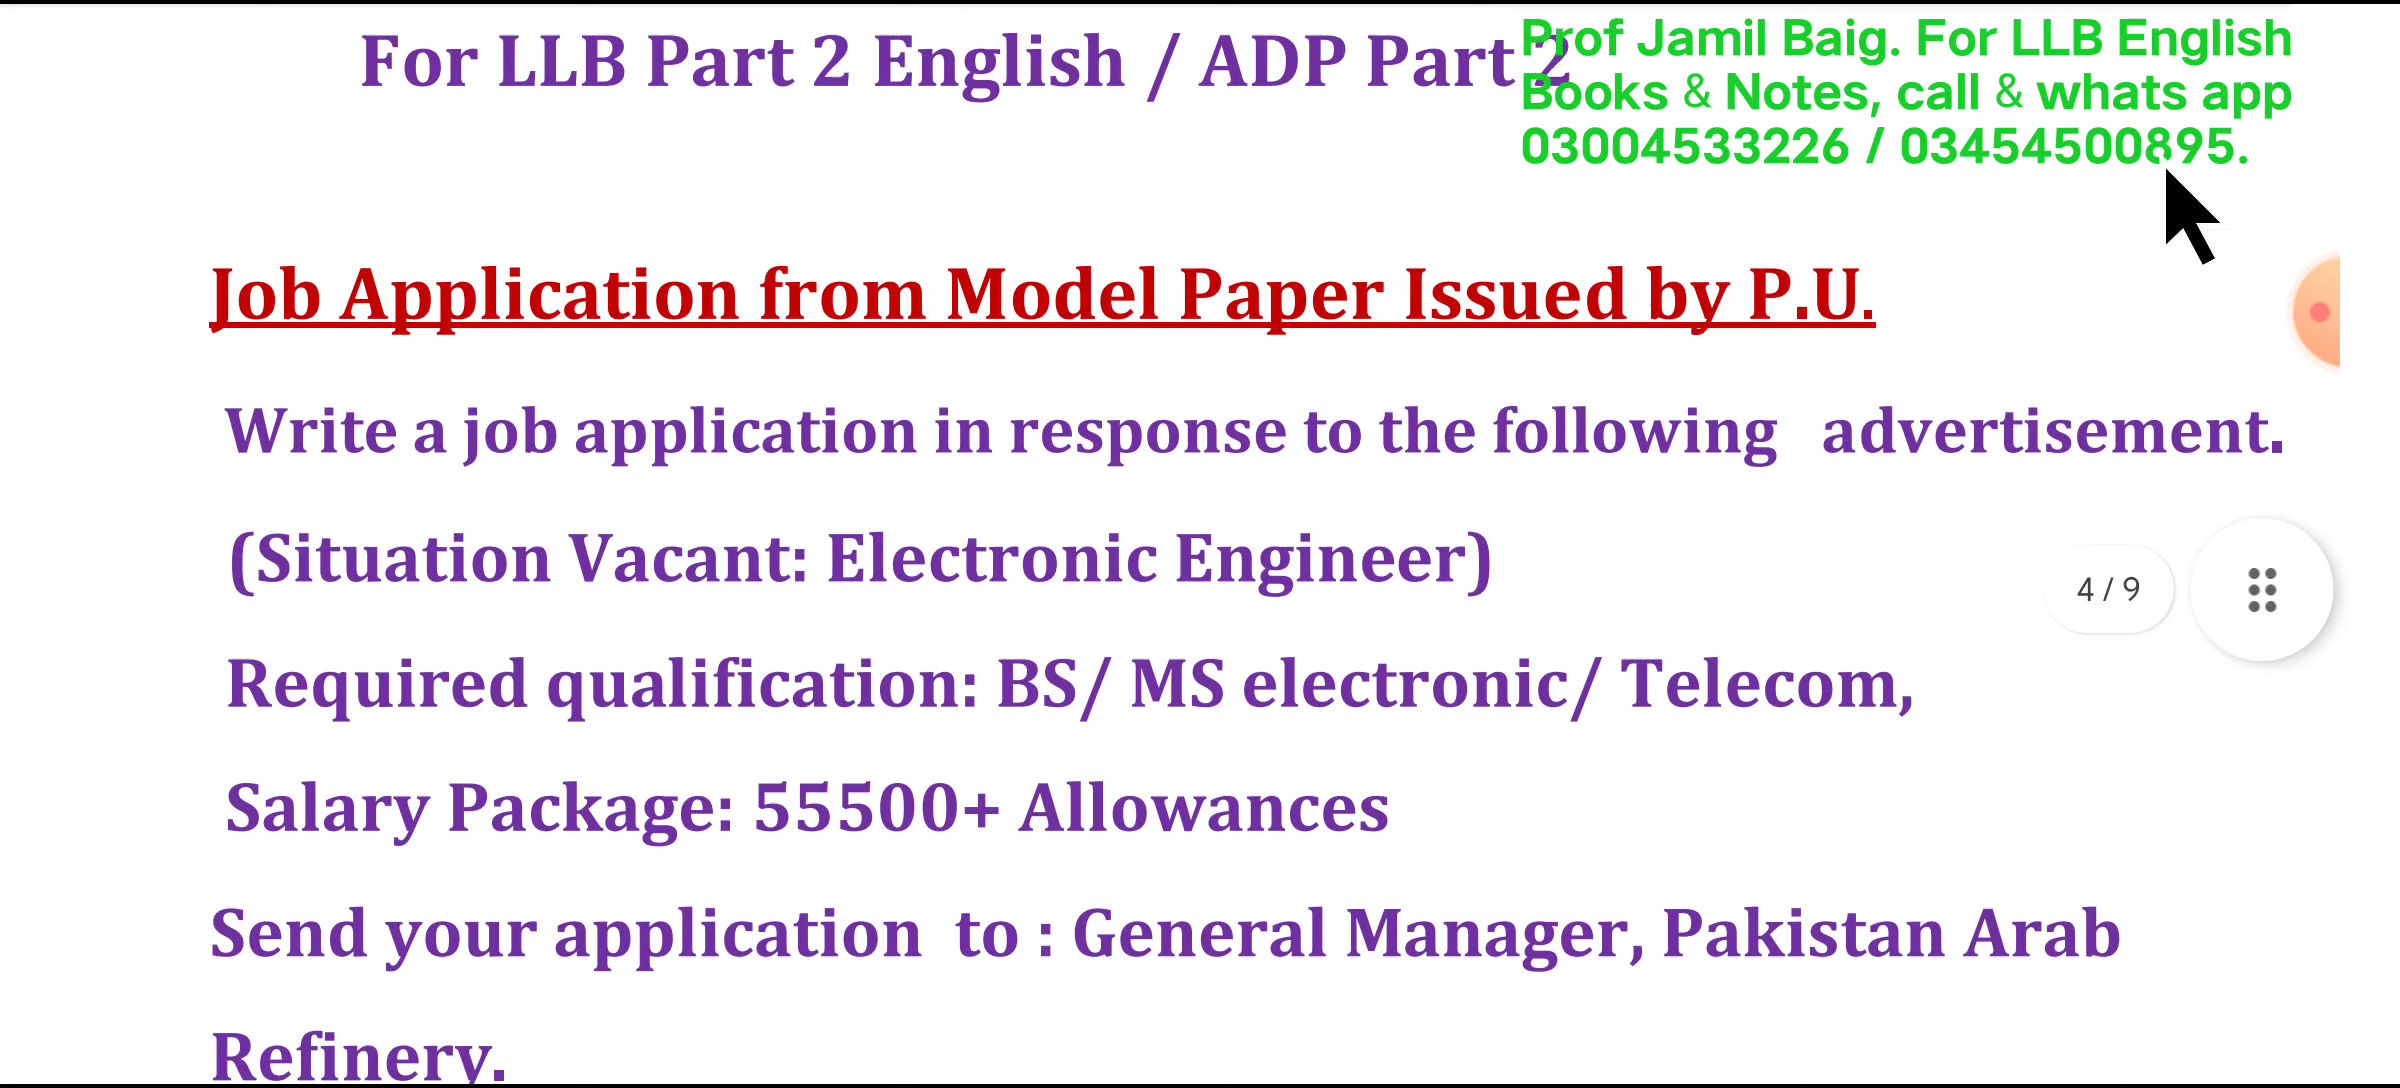 For LLB Part 2 English / ADP Part 2
Prof Jamil Baig. For LLB English
Books & Notes, call & whats app
03004533226 / 03454500895.
Job Application from Model Paper Issued by P.U.
Write a job application in response to the following advertisement.
(Situation Vacant: Electronic Engineer)
4 / 9
Required qualification: BS/ MS electronic/ Telecom,
Salary Package: 55500+ Allowances
Send your application to : General Manager, Pakistan Arab
Refinery.